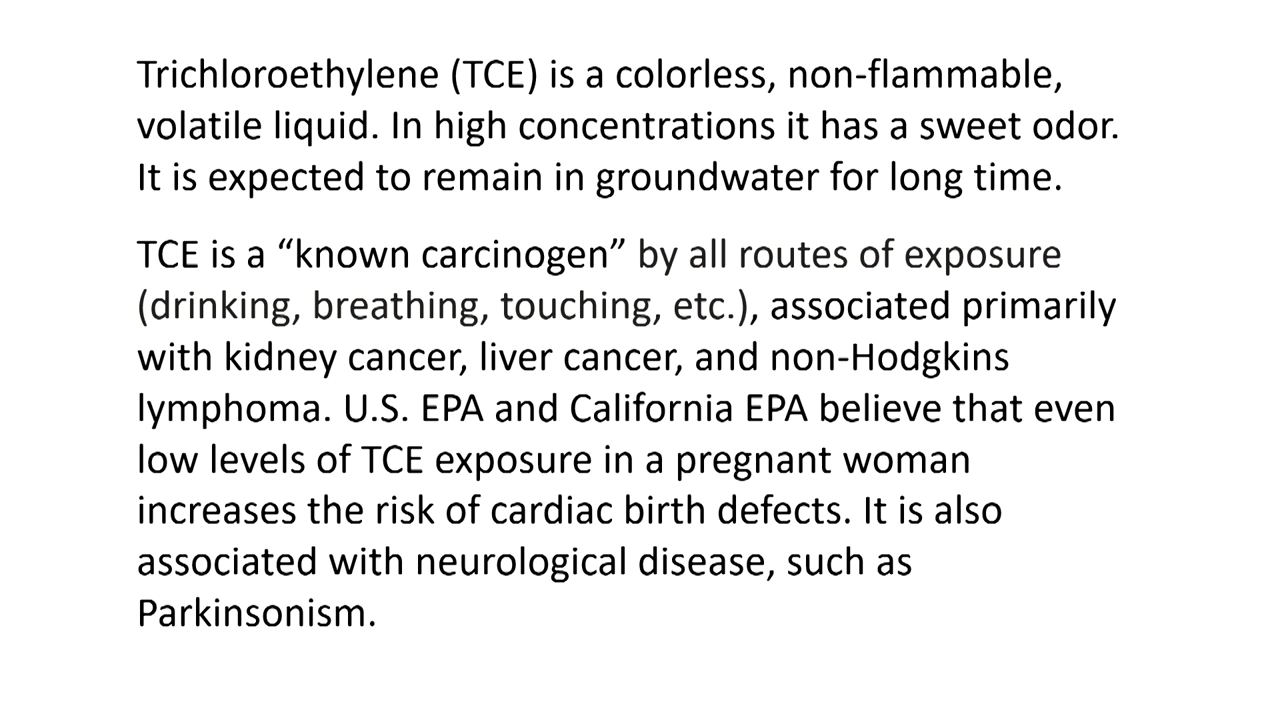 Trichloroethylene (TCE) is a colorless, non-flammable,
volatile liquid. In high concentrations it has a sweet odor.
It is expected to remain in groundwater for long time.
TCE is a “known carcinogen” by all routes of exposure
(drinking, breathing, touching, etc.), associated primarily
with kidney cancer, liver cancer, and non-Hodgkins
lymphoma. U.S. EPA and California EPA believe that even
low levels of TCE exposure in a pregnant woman
increases the risk of cardiac birth defects. It is also
associated with neurological disease, such as
Parkinsonism.